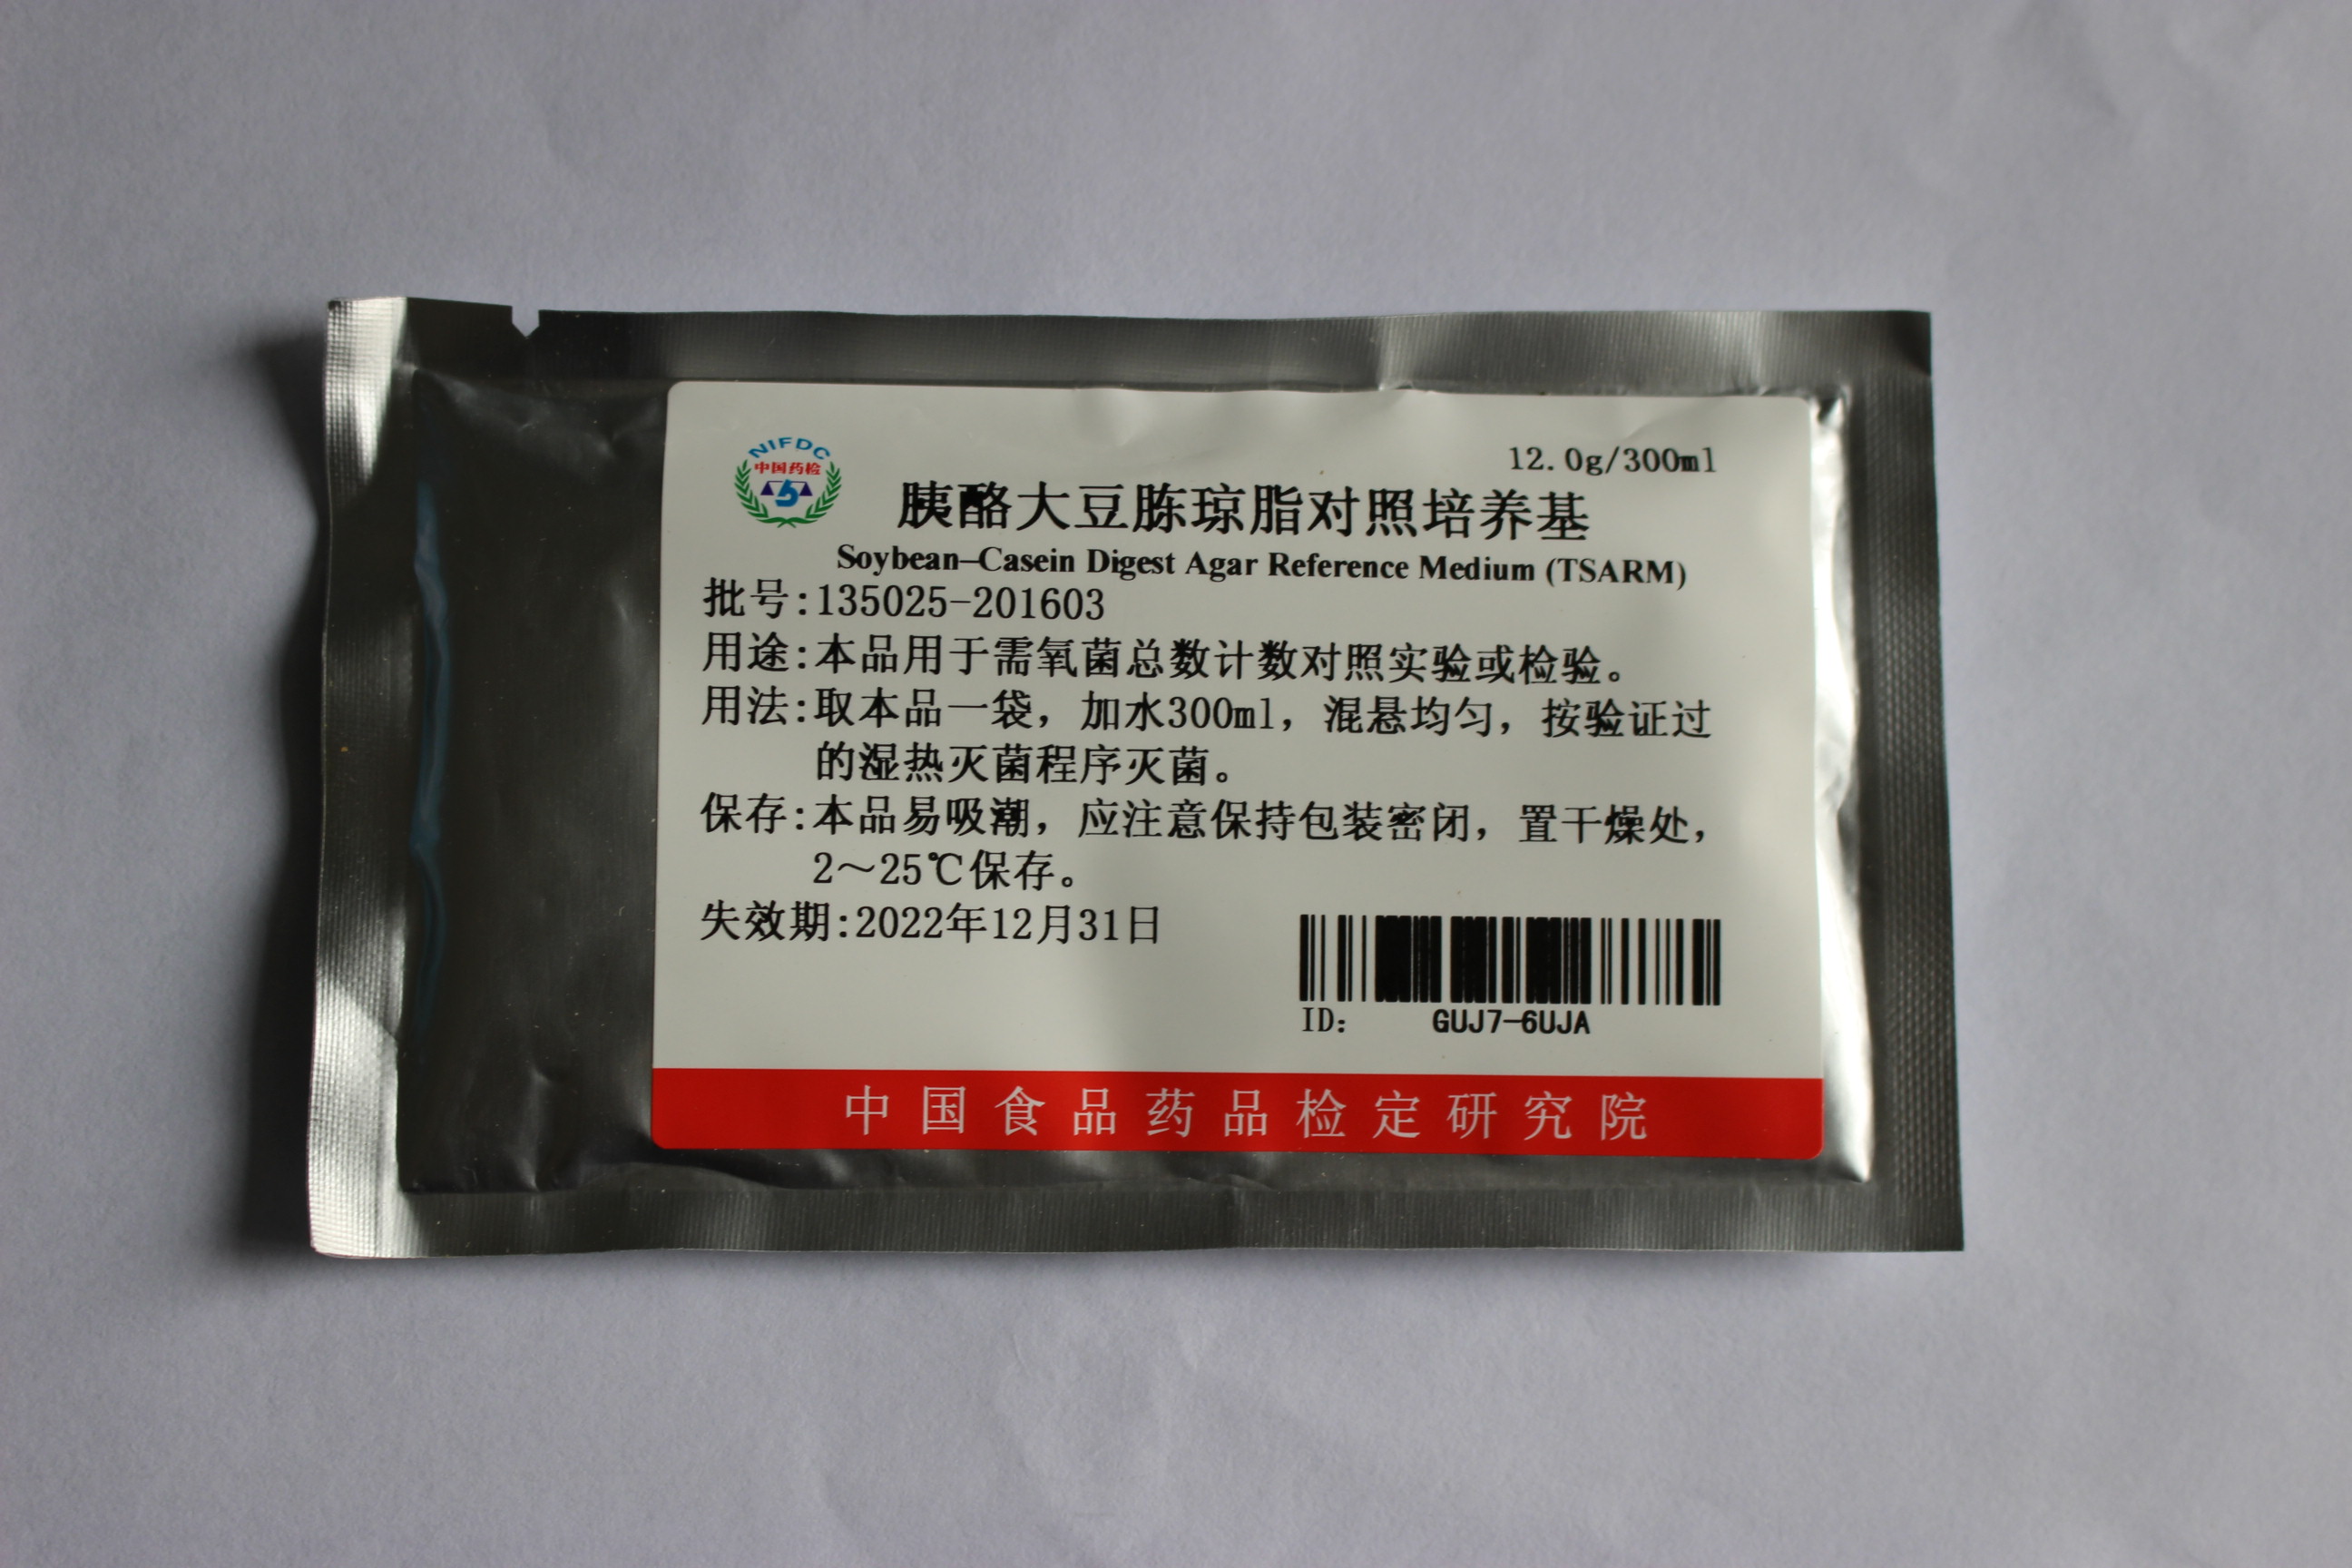 NIFDC
中国药检
12.0g/300ml
胰酪大豆胨琼脂对照培养基
Soybean–Casein Digest Agar Reference Medium (TSARM)
批号:135025-201603
用途:本品用于需氧菌总数计数对照实验或检验。
用法:取本品一袋，加水300ml，混悬均匀，按验证过
的湿热灭菌程序灭菌。
保存:本品易吸潮，应注意保持包装密闭，置干燥处，
2～25℃保存。
失效期:2022年12月31日
ID: GUJ7-6UJA
中国食品药品检定研究院